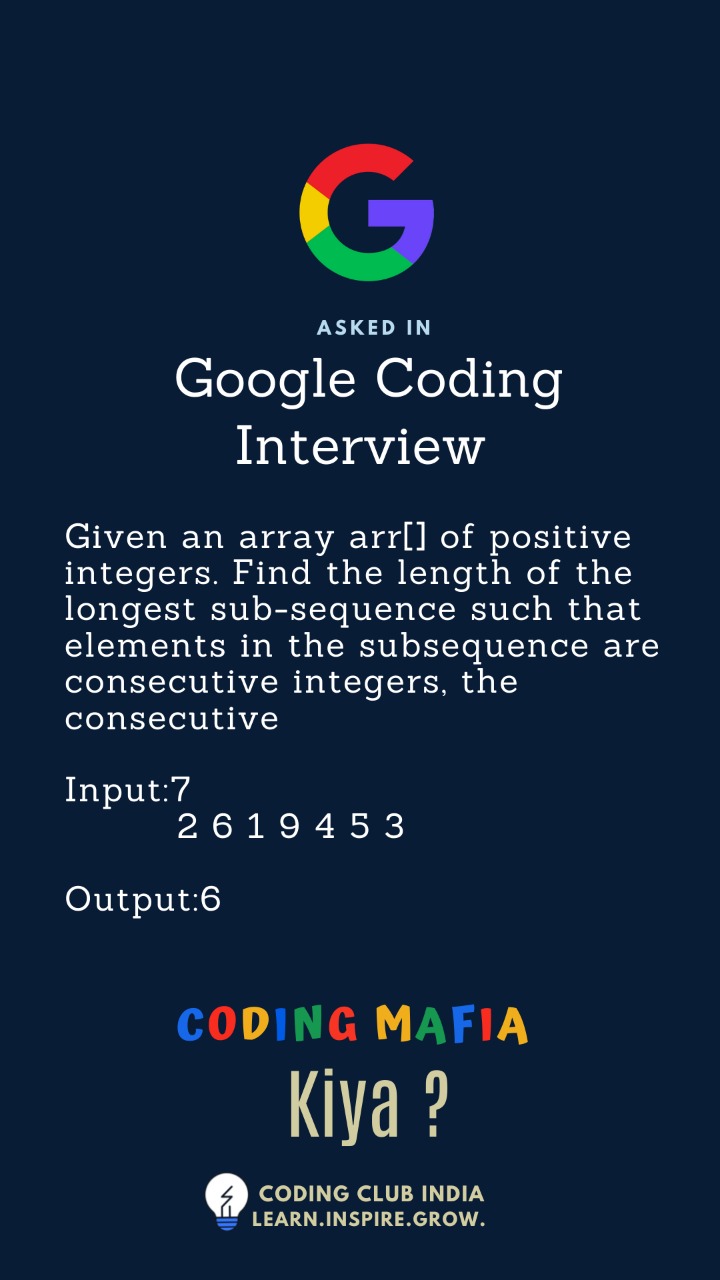 ASKED IN
Google Coding
Interview
Given an array arr[] of positive
integers. Find the length of the
longest sub-sequence such that
elements in the subsequence are
consecutive integers, the
consecutive
Input:7
2 6 1 9 4 5 3
Output:6
CODING MAFIA
Kiya ?
CODING CLUB INDIA
LEARN.INSPIRE.GROW.